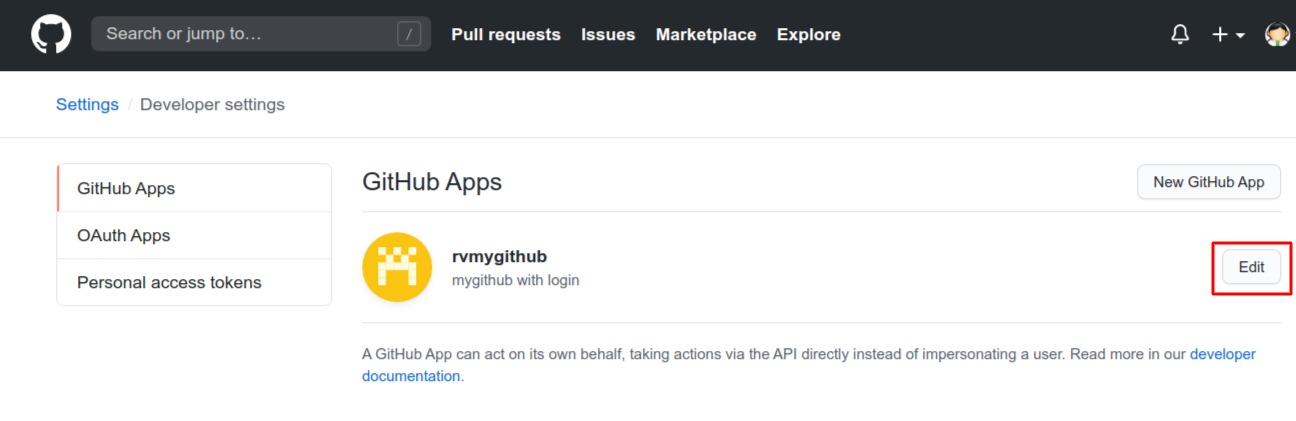 Search or jump to… / Pull requests Issues Marketplace Explore
Settings / Developer settings
GitHub Apps
OAuth Apps
Personal access tokens
GitHub Apps
New GitHub App
rvmygithub
mygithub with login
Edit
A GitHub App can act on its own behalf, taking actions via the API directly instead of impersonating a user. Read more in our developer
documentation.